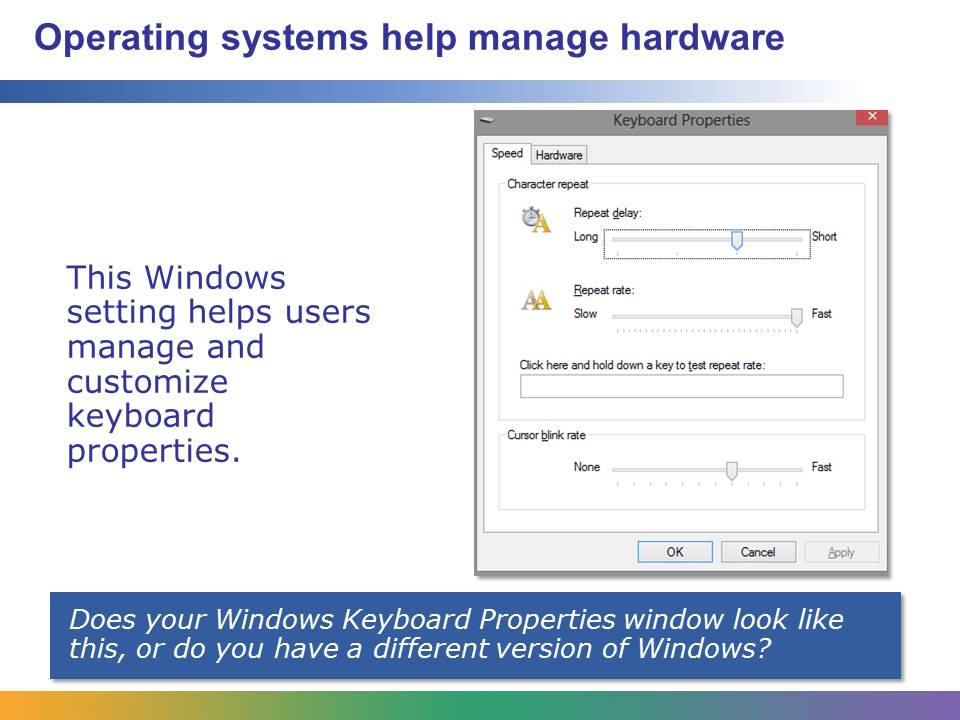 Operating systems help manage hardware
This Windows
setting helps users
manage and
customize
keyboard
properties.
Keyboard Properties
Speed
Hardware
Character repeat
Repeat delay:
Long
Short
Repeat rate:
Slow
Fast
Click here and hold down a key to test repeat rate:
Cursor blink rate
None
Fast
OK
Cancel
Apply
Does your Windows Keyboard Properties window look like
this, or do you have a different version of Windows?